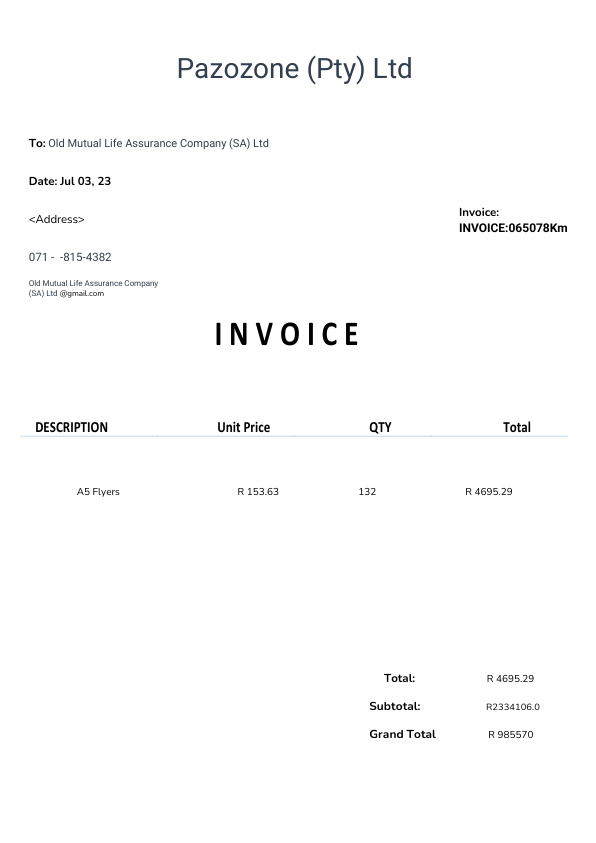 Pazozone (Pty) Ltd
To: Old Mutual Life Assurance Company (SA) Ltd
Date: Jul 03, 23
<Address>
Invoice:
INVOICE:065078Km
071 -  -815-4382
Old Mutual Life Assurance Company
(SA) Ltd @gmail.com
INVOICE
DESCRIPTION Unit Price QTY Total
A5 Flyers R 153.63 132 R 4695.29
Total: R 4695.29
Subtotal: R2334106.0
Grand Total R 985570